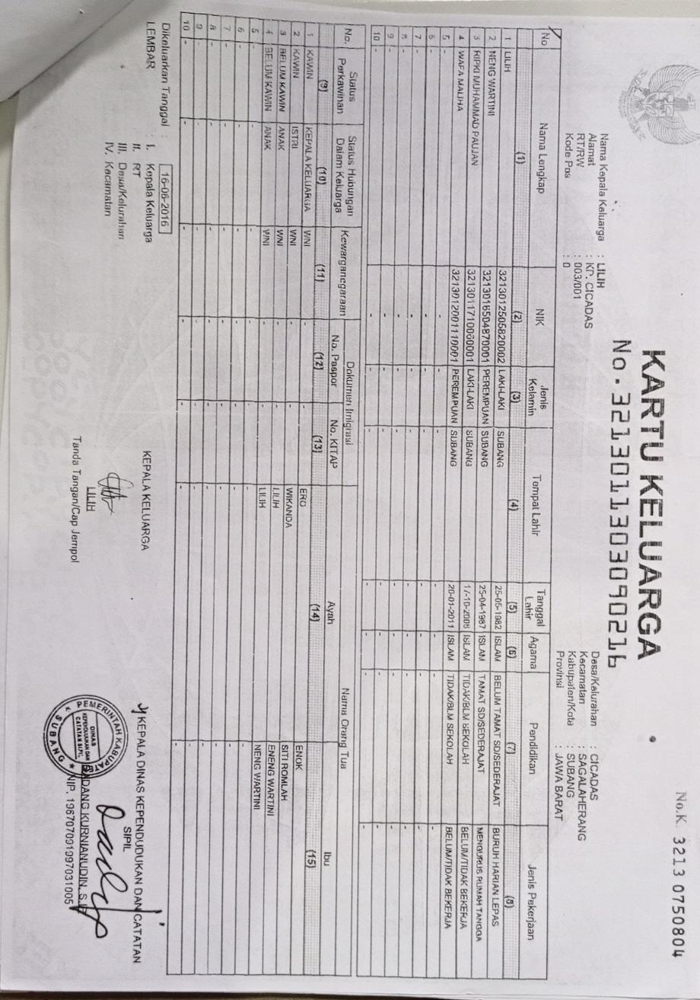 No.K. 3213 0750804
KARTU KELUARGA
No. 3213011303090216
Nama Kepala Keluarga : LILIH
Alamat : KP. CICADAS
RT/RW : 003/001
Kode Pos : 0
Desa/Kelurahan : CICADAS
Kecamatan : SAGALAHERANG
Kabupaten/Kota : SUBANG
Provinsi : JAWA BARAT
No Nama Lengkap NIK Jenis Kelamin Tempat Lahir Tanggal Lahir Agama Pendidikan Jenis Pekerjaan
(1) (2) (3) (4) (5) (6) (7) (8)
1 LILIH 3213012505820002 LAKI-LAKI SUBANG 25-05-1982 ISLAM BELUM TAMAT SD/SEDERAJAT BURUH HARIAN LEPAS
2 NENG WARTINI 3213016504870001 PEREMPUAN SUBANG 25-04-1987 ISLAM TAMAT SD/SEDERAJAT MENGURUS RUMAH TANGGA
3 RIPKI MUHAMMAD PAUJAN 3213011710060001 LAKI-LAKI SUBANG 17-10-2006 ISLAM TIDAK/BLM SEKOLAH BELUM/TIDAK BEKERJA
4 WAFA MALIHA 3213012001110001 PEREMPUAN SUBANG 20-01-2011 ISLAM TIDAK/BLM SEKOLAH BELUM/TIDAK BEKERJA
5 - - - - - - - -
6 - - - - - - - -
7 - - - - - - - -
8 - - - - - - - -
9 - - - - - - - -
10 - - - - - - - -
No. Status Perkawinan Status Hubungan Dalam Keluarga Kewarganegaraan Dokumen Imigrasi Nama Orang Tua
No. Paspor No. KITAP Ayah Ibu
(9) (10) (11) (12) (13) (14) (15)
1 KAWIN KEPALA KELUARGA WNI - - ERO ENOK
2 KAWIN ISTRI WNI - - WIKANDA SITI ROMLAH
3 BELUM KAWIN ANAK WNI - - LILIH ENENG WARTINI
4 BELUM KAWIN ANAK WNI - - LILIH NENG WARTINI
5 - - - - - - -
6 - - - - - - -
7 - - - - - - -
8 - - - - - - -
9 - - - - - - -
10 - - - - - - -
Dikeluarkan Tanggal : 16-06-2016
LEMBAR : I. Kepala Keluarga
II. RT
III. Desa/Kelurahan
IV. Kecamatan
KEPALA KELUARGA
LILIH
Tanda Tangan/Cap Jempol
KEPALA DINAS KEPENDUDUKAN DAN CATATAN
SIPIL
PEMERINTAH KABUPATEN
DINAS
KEPENDUDUKAN DAN
CATATAN SIPIL
SUBANG
DADANG KURNIANUDIN,
NIP. 196707091997031005